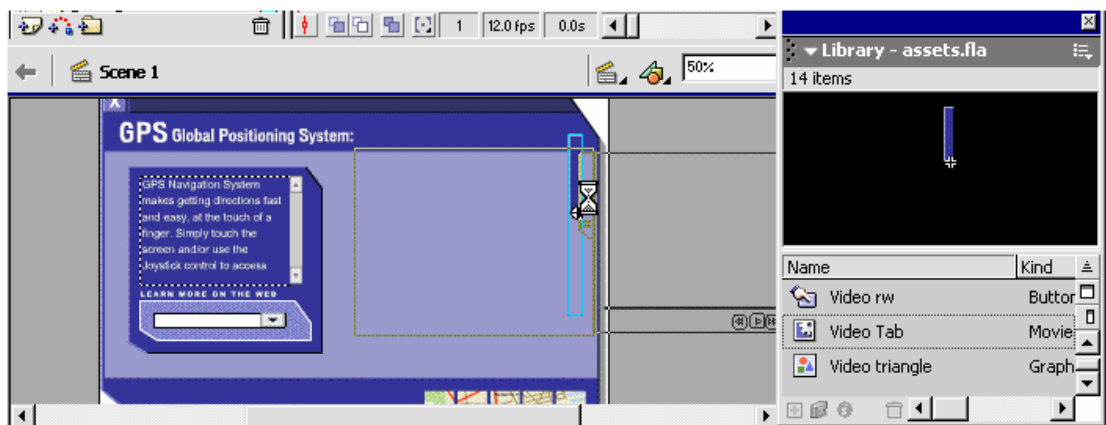 1 12.0 fps 0.0s
Scene 1
50%
X
GPS Global Positioning System:
GPS Navigation System
makes getting directions fast
and easy, at the touch of a
finger. Simply touch the
screen and/or use the
Joystick control to access
LEARN MORE ON THE WEB
Library - assets.fla
14 items
Name Kind
Video rw Button
Video Tab Movie
Video triangle Graph